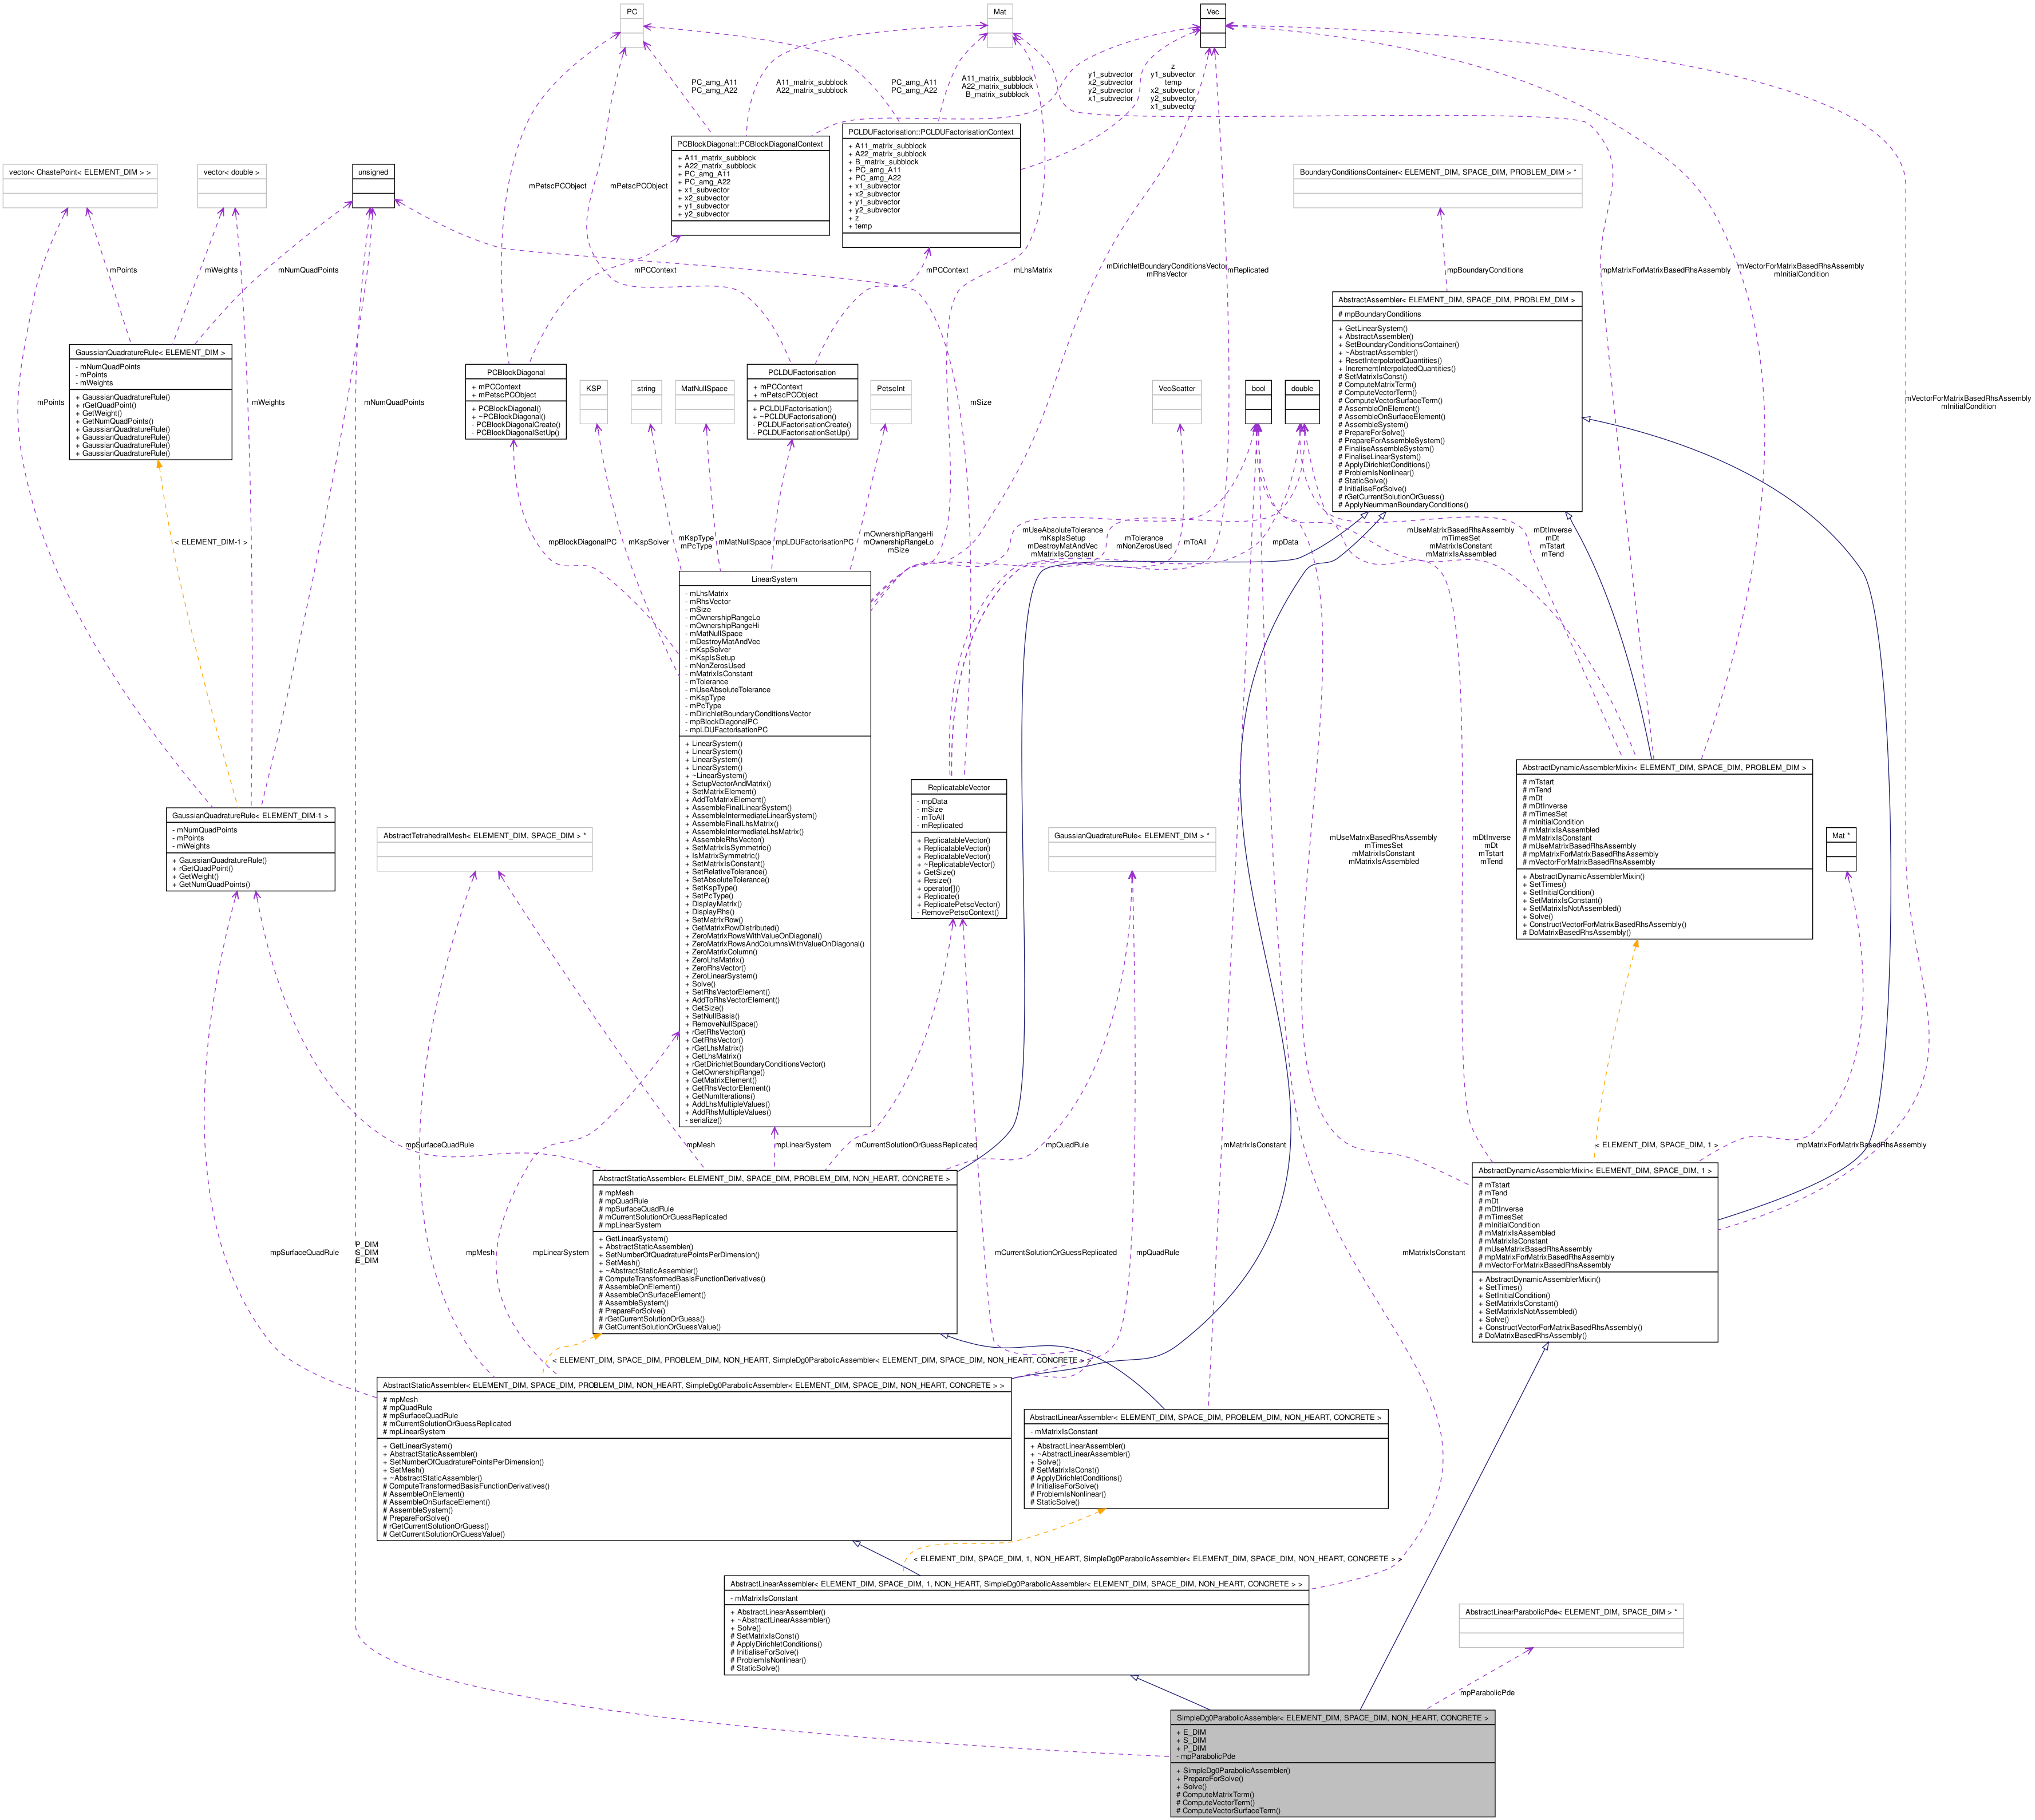 PC
Mat
Vec
PC_amg_A11
PC_amg_A22
A11_matrix_subblock
A22_matrix_subblock
PC_amg_A11
PC_amg_A22
A11_matrix_subblock
A22_matrix_subblock
B_matrix_subblock
y1_subvector
x2_subvector
y2_subvector
x1_subvector
z
y1_subvector
temp
x2_subvector
y2_subvector
x1_subvector
PCBlockDiagonal::PCBlockDiagonalContext
+ A11_matrix_subblock
+ A22_matrix_subblock
+ PC_amg_A11
+ PC_amg_A22
+ x1_subvector
+ x2_subvector
+ y1_subvector
+ y2_subvector
PCLDUFactorisation::PCLDUFactorisationContext
+ A11_matrix_subblock
+ A22_matrix_subblock
+ B_matrix_subblock
+ PC_amg_A11
+ PC_amg_A22
+ x1_subvector
+ x2_subvector
+ y1_subvector
+ y2_subvector
+ z
+ temp
vector< ChastePoint< ELEMENT_DIM > >
vector< double >
unsigned
BoundaryConditionsContainer< ELEMENT_DIM, SPACE_DIM, PROBLEM_DIM > *
mPetscPCObject
mPetscPCObject
mPoints
mWeights
mNumQuadPoints
mPCContext
mPCContext
mLhsMatrix
mDirichletBoundaryConditionsVector
mRhsVector
mReplicated
mpBoundaryConditions
mpMatrixForMatrixBasedRhsAssembly
mVectorForMatrixBasedRhsAssembly
mInitialCondition
AbstractAssembler< ELEMENT_DIM, SPACE_DIM, PROBLEM_DIM >
# mpBoundaryConditions
+ GetLinearSystem()
+ AbstractAssembler()
+ SetBoundaryConditionsContainer()
+ ~AbstractAssembler()
+ ResetInterpolatedQuantities()
+ IncrementInterpolatedQuantities()
# SetMatrixIsConst()
# ComputeMatrixTerm()
# ComputeVectorTerm()
# ComputeVectorSurfaceTerm()
# AssembleOnElement()
# AssembleOnSurfaceElement()
# AssembleSystem()
# PrepareForSolve()
# PrepareForAssembleSystem()
# FinaliseAssembleSystem()
# FinaliseLinearSystem()
# ApplyDirichletConditions()
# ProblemIsNonlinear()
# StaticSolve()
# InitialiseForSolve()
# rGetCurrentSolutionOrGuess()
# ApplyNeummanBoundaryConditions()
GaussianQuadratureRule< ELEMENT_DIM >
- mNumQuadPoints
- mPoints
- mWeights
+ GaussianQuadratureRule()
+ rGetQuadPoint()
+ GetWeight()
+ GetNumQuadPoints()
+ GaussianQuadratureRule()
+ GaussianQuadratureRule()
+ GaussianQuadratureRule()
+ GaussianQuadratureRule()
PCBlockDiagonal
+ mPCContext
+ mPetscPCObject
+ PCBlockDiagonal()
+ ~PCBlockDiagonal()
- PCBlockDiagonalCreate()
- PCBlockDiagonalSetUp()
KSP
string
MatNullSpace
PCLDUFactorisation
+ mPCContext
+ mPetscPCObject
+ PCLDUFactorisation()
+ ~PCLDUFactorisation()
- PCLDUFactorisationCreate()
- PCLDUFactorisationSetUp()
PetscInt
VecScatter
bool
double
mPoints
mWeights
mNumQuadPoints
mSize
mVectorForMatrixBasedRhsAssembly
mInitialCondition
< ELEMENT_DIM-1 >
mpBlockDiagonalPC
mKspSolver
mKspType
mPcType
mMatNullSpace
mpLDUFactorisationPC
mOwnershipRangeHi
mOwnershipRangeLo
mSize
mUseAbsoluteTolerance
mKspIsSetup
mDestroyMatAndVec
mMatrixIsConstant
mTolerance
mNonZerosUsed
mToAll
mpData
mUseMatrixBasedRhsAssembly
mTimesSet
mMatrixIsConstant
mMatrixIsAssembled
mDtInverse
mDt
mTstart
mTend
LinearSystem
- mLhsMatrix
- mRhsVector
- mSize
- mOwnershipRangeLo
- mOwnershipRangeHi
- mMatNullSpace
- mDestroyMatAndVec
- mKspSolver
- mKspIsSetup
- mNonZerosUsed
- mMatrixIsConstant
- mTolerance
- mUseAbsoluteTolerance
- mKspType
- mPcType
- mDirichletBoundaryConditionsVector
- mpBlockDiagonalPC
- mpLDUFactorisationPC
+ LinearSystem()
+ LinearSystem()
+ LinearSystem()
+ LinearSystem()
+ ~LinearSystem()
+ SetupVectorAndMatrix()
+ SetMatrixElement()
+ AddToMatrixElement()
+ AssembleFinalLinearSystem()
+ AssembleIntermediateLinearSystem()
+ AssembleFinalLhsMatrix()
+ AssembleIntermediateLhsMatrix()
+ AssembleRhsVector()
+ SetMatrixIsSymmetric()
+ IsMatrixSymmetric()
+ SetMatrixIsConstant()
+ SetRelativeTolerance()
+ SetAbsoluteTolerance()
+ SetKspType()
+ SetPcType()
+ DisplayMatrix()
+ DisplayRhs()
+ SetMatrixRow()
+ GetMatrixRowDistributed()
+ ZeroMatrixRowsWithValueOnDiagonal()
+ ZeroMatrixRowsAndColumnsWithValueOnDiagonal()
+ ZeroMatrixColumn()
+ ZeroLhsMatrix()
+ ZeroRhsVector()
+ ZeroLinearSystem()
+ Solve()
+ SetRhsVectorElement()
+ AddToRhsVectorElement()
+ GetSize()
+ SetNullBasis()
+ RemoveNullSpace()
+ rGetRhsVector()
+ GetRhsVector()
+ rGetLhsMatrix()
+ GetLhsMatrix()
+ rGetDirichletBoundaryConditionsVector()
+ GetOwnershipRange()
+ GetMatrixElement()
+ GetRhsVectorElement()
+ GetNumIterations()
+ AddLhsMultipleValues()
+ AddRhsMultipleValues()
- serialize()
AbstractDynamicAssemblerMixin< ELEMENT_DIM, SPACE_DIM, PROBLEM_DIM >
# mTstart
# mTend
# mDt
# mDtInverse
# mTimesSet
# mInitialCondition
# mMatrixIsAssembled
# mMatrixIsConstant
# mUseMatrixBasedRhsAssembly
# mpMatrixForMatrixBasedRhsAssembly
# mVectorForMatrixBasedRhsAssembly
+ AbstractDynamicAssemblerMixin()
+ SetTimes()
+ SetInitialCondition()
+ SetMatrixIsConstant()
+ SetMatrixIsNotAssembled()
+ Solve()
+ ConstructVectorForMatrixBasedRhsAssembly()
# DoMatrixBasedRhsAssembly()
ReplicatableVector
- mpData
- mSize
- mToAll
- mReplicated
+ ReplicatableVector()
+ ReplicatableVector()
+ ReplicatableVector()
+ ~ReplicatableVector()
+ GetSize()
+ Resize()
+ operator[]()
+ Replicate()
+ ReplicatePetscVector()
- RemovePetscContext()
GaussianQuadratureRule< ELEMENT_DIM-1 >
- mNumQuadPoints
- mPoints
- mWeights
+ GaussianQuadratureRule()
+ rGetQuadPoint()
+ GetWeight()
+ GetNumQuadPoints()
AbstractTetrahedralMesh< ELEMENT_DIM, SPACE_DIM > *
GaussianQuadratureRule< ELEMENT_DIM > *
Mat *
mUseMatrixBasedRhsAssembly
mTimesSet
mMatrixIsConstant
mMatrixIsAssembled
mDtInverse
mDt
mTstart
mTend
mpSurfaceQuadRule
mpMesh
mpLinearSystem
mCurrentSolutionOrGuessReplicated
mpQuadRule
mMatrixIsConstant
< ELEMENT_DIM, SPACE_DIM, 1 >
mpMatrixForMatrixBasedRhsAssembly
AbstractStaticAssembler< ELEMENT_DIM, SPACE_DIM, PROBLEM_DIM, NON_HEART, CONCRETE >
# mpMesh
# mpQuadRule
# mpSurfaceQuadRule
# mCurrentSolutionOrGuessReplicated
# mpLinearSystem
+ GetLinearSystem()
+ AbstractStaticAssembler()
+ SetNumberOfQuadraturePointsPerDimension()
+ SetMesh()
+ ~AbstractStaticAssembler()
# ComputeTransformedBasisFunctionDerivatives()
# AssembleOnElement()
# AssembleOnSurfaceElement()
# AssembleSystem()
# PrepareForSolve()
# rGetCurrentSolutionOrGuess()
# GetCurrentSolutionOrGuessValue()
AbstractDynamicAssemblerMixin< ELEMENT_DIM, SPACE_DIM, 1 >
# mTstart
# mTend
# mDt
# mDtInverse
# mTimesSet
# mInitialCondition
# mMatrixIsAssembled
# mMatrixIsConstant
# mUseMatrixBasedRhsAssembly
# mpMatrixForMatrixBasedRhsAssembly
# mVectorForMatrixBasedRhsAssembly
+ AbstractDynamicAssemblerMixin()
+ SetTimes()
+ SetInitialCondition()
+ SetMatrixIsConstant()
+ SetMatrixIsNotAssembled()
+ Solve()
+ ConstructVectorForMatrixBasedRhsAssembly()
# DoMatrixBasedRhsAssembly()
mpSurfaceQuadRule
P_DIM
S_DIM
E_DIM
mpMesh
mpLinearSystem
mCurrentSolutionOrGuessReplicated
mpQuadRule
mMatrixIsConstant
< ELEMENT_DIM, SPACE_DIM, PROBLEM_DIM, NON_HEART, SimpleDg0ParabolicAssembler< ELEMENT_DIM, SPACE_DIM, NON_HEART, CONCRETE > >
AbstractStaticAssembler< ELEMENT_DIM, SPACE_DIM, PROBLEM_DIM, NON_HEART, SimpleDg0ParabolicAssembler< ELEMENT_DIM, SPACE_DIM, NON_HEART, CONCRETE > >
# mpMesh
# mpQuadRule
# mpSurfaceQuadRule
# mCurrentSolutionOrGuessReplicated
# mpLinearSystem
+ GetLinearSystem()
+ AbstractStaticAssembler()
+ SetNumberOfQuadraturePointsPerDimension()
+ SetMesh()
+ ~AbstractStaticAssembler()
# ComputeTransformedBasisFunctionDerivatives()
# AssembleOnElement()
# AssembleOnSurfaceElement()
# AssembleSystem()
# PrepareForSolve()
# rGetCurrentSolutionOrGuess()
# GetCurrentSolutionOrGuessValue()
AbstractLinearAssembler< ELEMENT_DIM, SPACE_DIM, PROBLEM_DIM, NON_HEART, CONCRETE >
- mMatrixIsConstant
+ AbstractLinearAssembler()
+ ~AbstractLinearAssembler()
+ Solve()
# SetMatrixIsConst()
# ApplyDirichletConditions()
# InitialiseForSolve()
# ProblemIsNonlinear()
# StaticSolve()
< ELEMENT_DIM, SPACE_DIM, 1, NON_HEART, SimpleDg0ParabolicAssembler< ELEMENT_DIM, SPACE_DIM, NON_HEART, CONCRETE > >
AbstractLinearAssembler< ELEMENT_DIM, SPACE_DIM, 1, NON_HEART, SimpleDg0ParabolicAssembler< ELEMENT_DIM, SPACE_DIM, NON_HEART, CONCRETE > >
- mMatrixIsConstant
+ AbstractLinearAssembler()
+ ~AbstractLinearAssembler()
+ Solve()
# SetMatrixIsConst()
# ApplyDirichletConditions()
# InitialiseForSolve()
# ProblemIsNonlinear()
# StaticSolve()
AbstractLinearParabolicPde< ELEMENT_DIM, SPACE_DIM > *
mpParabolicPde
SimpleDg0ParabolicAssembler< ELEMENT_DIM, SPACE_DIM, NON_HEART, CONCRETE >
+ E_DIM
+ S_DIM
+ P_DIM
- mpParabolicPde
+ SimpleDg0ParabolicAssembler()
+ PrepareForSolve()
+ Solve()
# ComputeMatrixTerm()
# ComputeVectorTerm()
# ComputeVectorSurfaceTerm()